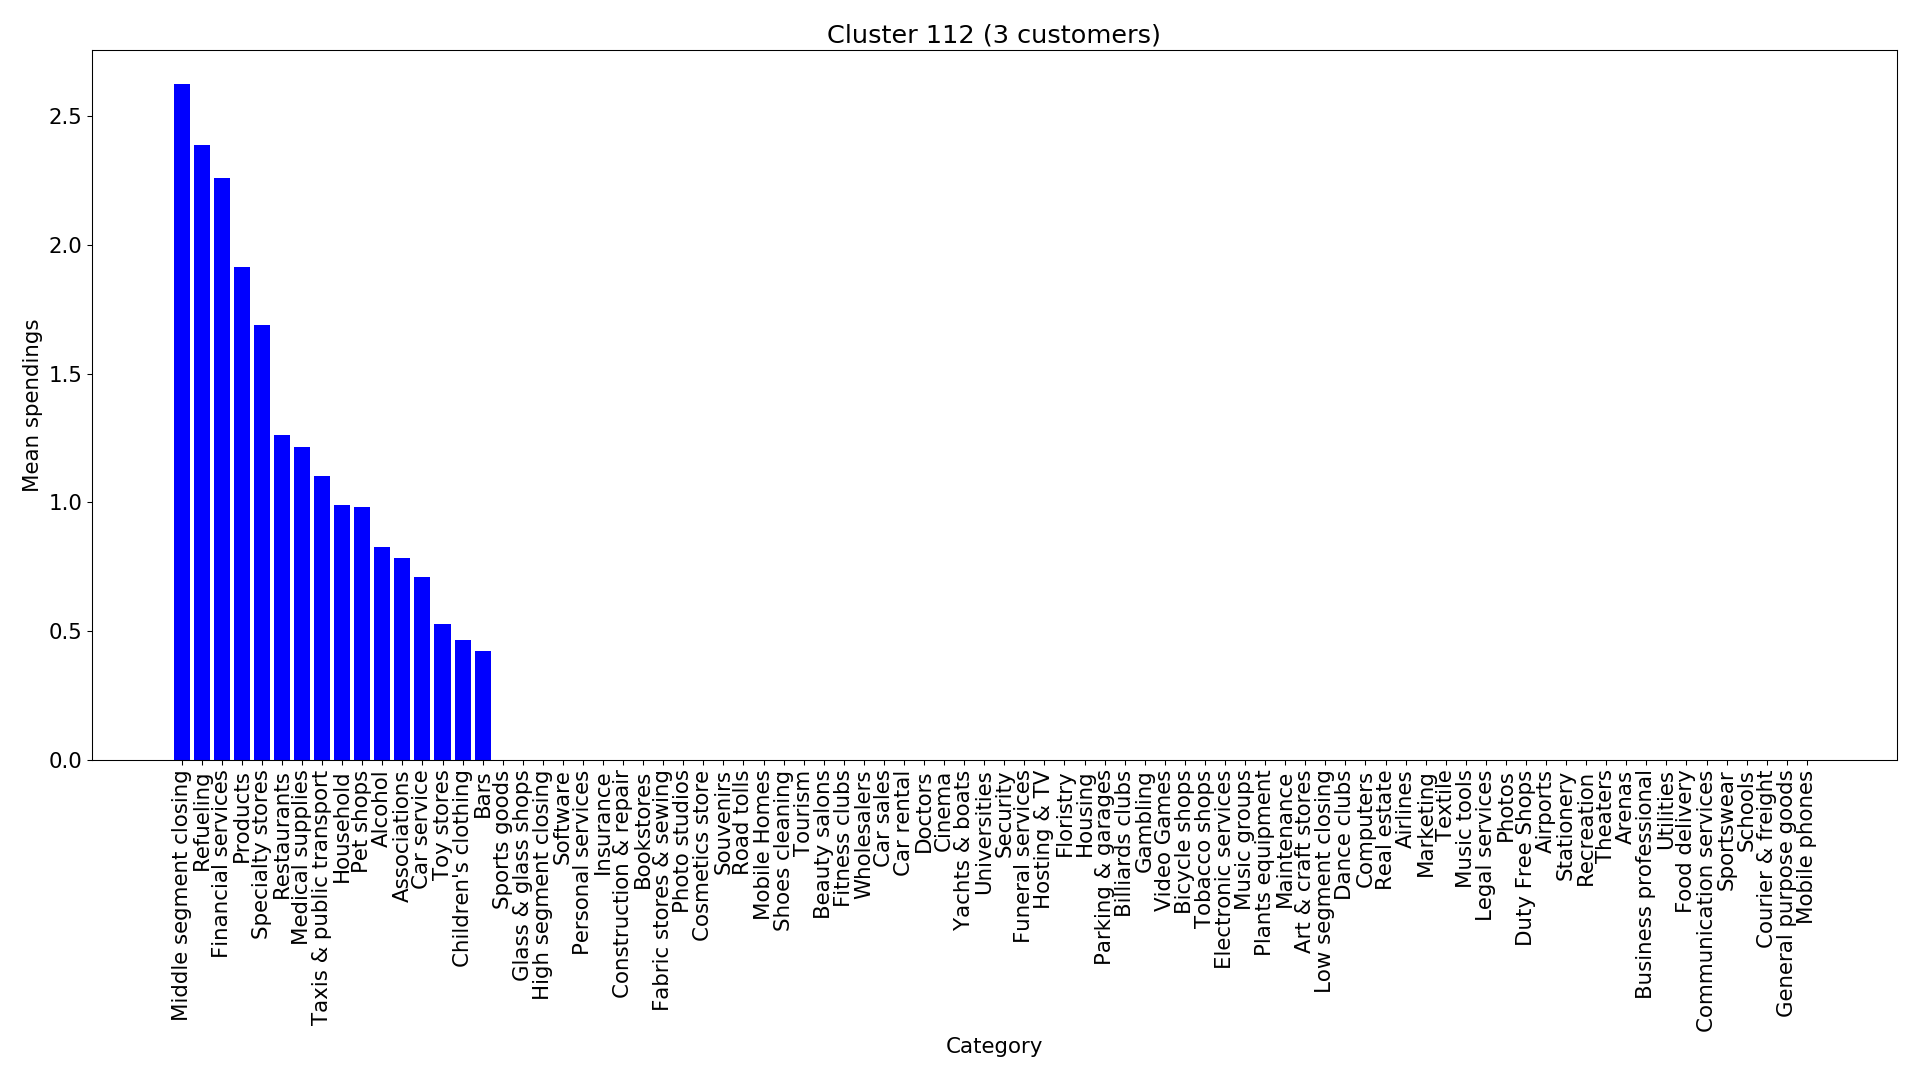 Cluster 112 (3 customers)
Mean spendings
2.5
2.0
1.5
1.0
0.5
0.0
Middle segment closing
Refueling
Financial services
Products
Specialty stores
Restaurants
Medical supplies
Taxis & public transport
Household
Pet shops
Alcohol
Associations
Car service
Toy stores
Children's clothing
Bars
Sports goods
Glass & glass shops
High segment closing
Software
Personal services
Insurance
Construction & repair
Bookstores
Fabric stores & sewing
Photo studios
Cosmetics store
Souvenirs
Road tolls
Mobile Homes
Shoes cleaning
Tourism
Beauty salons
Fitness clubs
Wholesalers
Car sales
Car rental
Doctors
Cinema
Yachts & boats
Universities
Security
Funeral services
Hosting & TV
Floristry
Housing
Parking & garages
Billiards clubs
Gambling
Video Games
Bicycle shops
Tobacco shops
Electronic services
Music groups
Plants equipment
Maintenance
Art & craft stores
Low segment closing
Dance clubs
Computers
Real estate
Airlines
Marketing
Textile
Music tools
Legal services
Photos
Duty Free Shops
Airports
Stationery
Recreation
Theaters
Arenas
Business professional
Utilities
Food delivery
Communication services
Sportswear
Schools
Courier & freight
General purpose goods
Mobile phones
Category